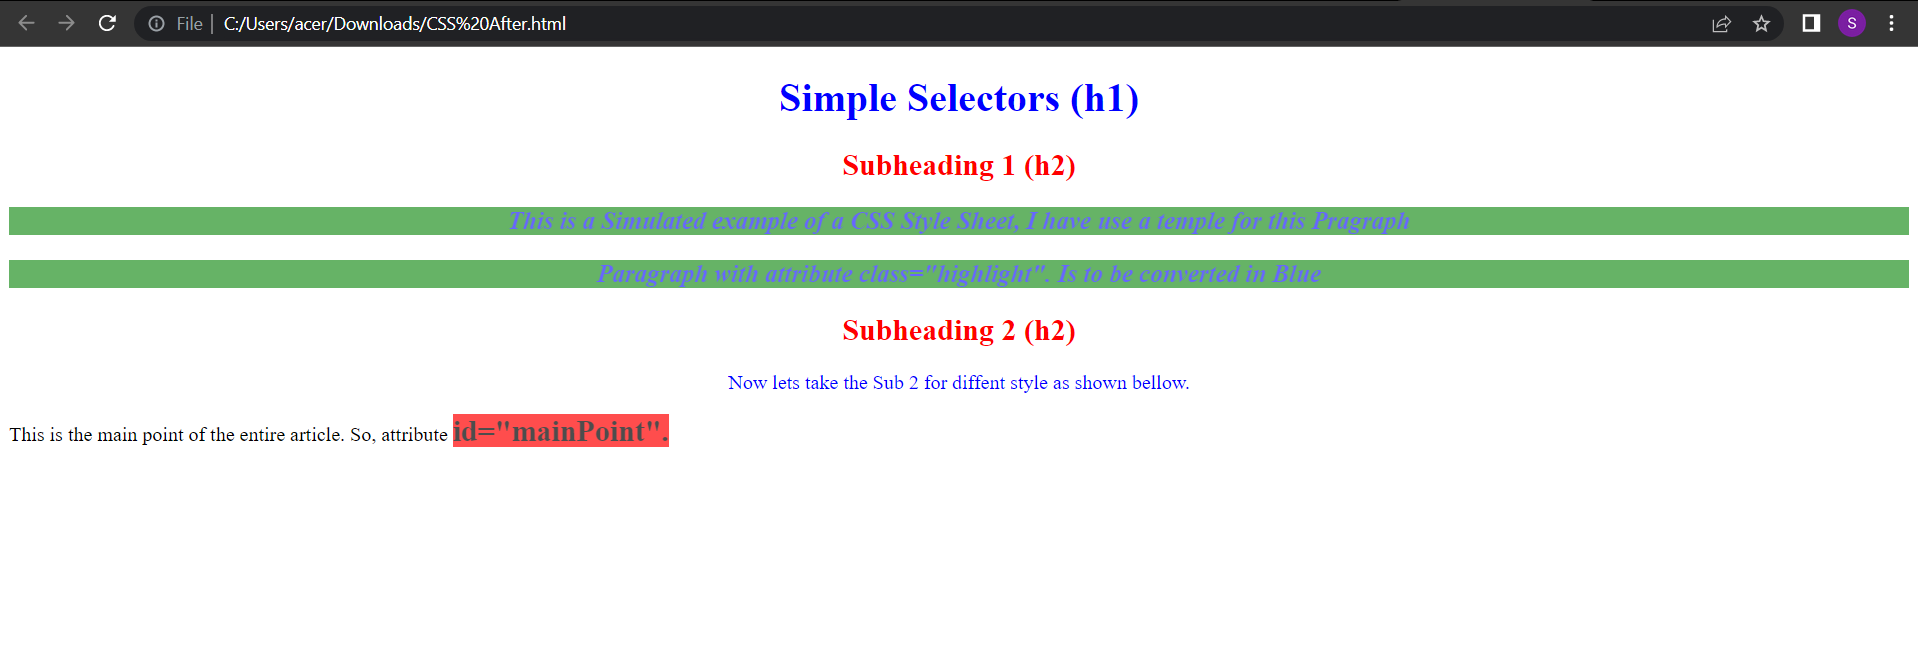 File | C:/Users/acer/Downloads/CSS%20After.html
S
Simple Selectors (h1)
Subheading 1 (h2)
This is a Simulated example of a CSS Style Sheet, I have use a temple for this Pragraph
Paragraph with attribute class="highlight". Is to be converted in Blue
Subheading 2 (h2)
Now lets take the Sub 2 for diffent style as shown bellow.
This is the main point of the entire article. So, attribute id="mainPoint".